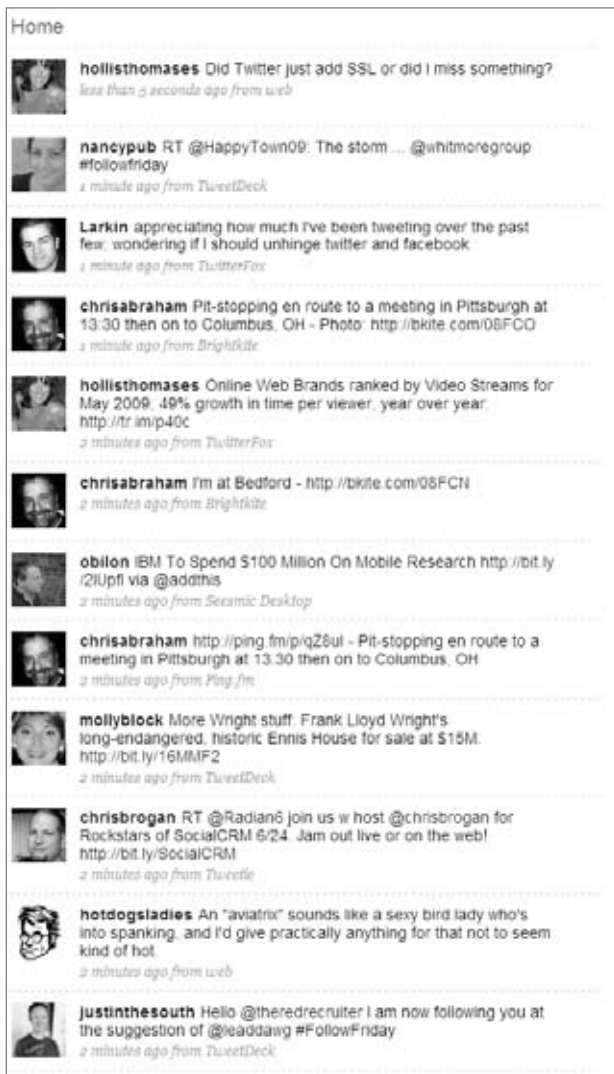 Home
hollisthomases Did Twitter just add SSL or did I miss something?
less than 5 seconds ago from web
nancypub RT @HappyTown09: The storm ... @whitmoregroup
#followfriday
1 minute ago from TweetDeck
Larkin appreciating how much I've been tweeting over the past
few; wondering if I should unhinge twitter and facebook
1 minute ago from TwitterFox
chrisabraham Pit-stopping en route to a meeting in Pittsburgh at
13:30 then on to Columbus, OH - Photo: http://bkite.com/08FCO
1 minute ago from Brightkite
hollisthomases Online Web Brands ranked by Video Streams for
May 2009; 49% growth in time per viewer, year over year:
http://tr.im/p40c
2 minutes ago from TwitterFox
chrisabraham I'm at Bedford - http://bkite.com/08FCN
2 minutes ago from Brightkite
obilon IBM To Spend $100 Million On Mobile Research http://bit.ly
/2lUpfl via @addthis
2 minutes ago from Seesmic Desktop
chrisabraham http://ping.fm/p/qZ8ul - Pit-stopping en route to a
meeting in Pittsburgh at 13:30 then on to Columbus, OH
2 minutes ago from Ping.fm
mollyblock More Wright stuff. Frank Lloyd Wright's
long-endangered, historic Ennis House for sale at $15M.
http://bit.ly/16MMF2
2 minutes ago from TweetDeck
chrisbrogan RT @Radian6 join us w host @chrisbrogan for
Rockstars of SocialCRM 6/24. Jam out live or on the web!
http://bit.ly/SocialCRM
2 minutes ago from Tweetie
hotdogsladies An "aviatrix" sounds like a sexy bird lady who's
into spanking, and I'd give practically anything for that not to seem
kind of hot.
2 minutes ago from web
justinthesouth Hello @theredrecruiter I am now following you at
the suggestion of @leaddawg #FollowFriday
2 minutes ago from TweetDeck